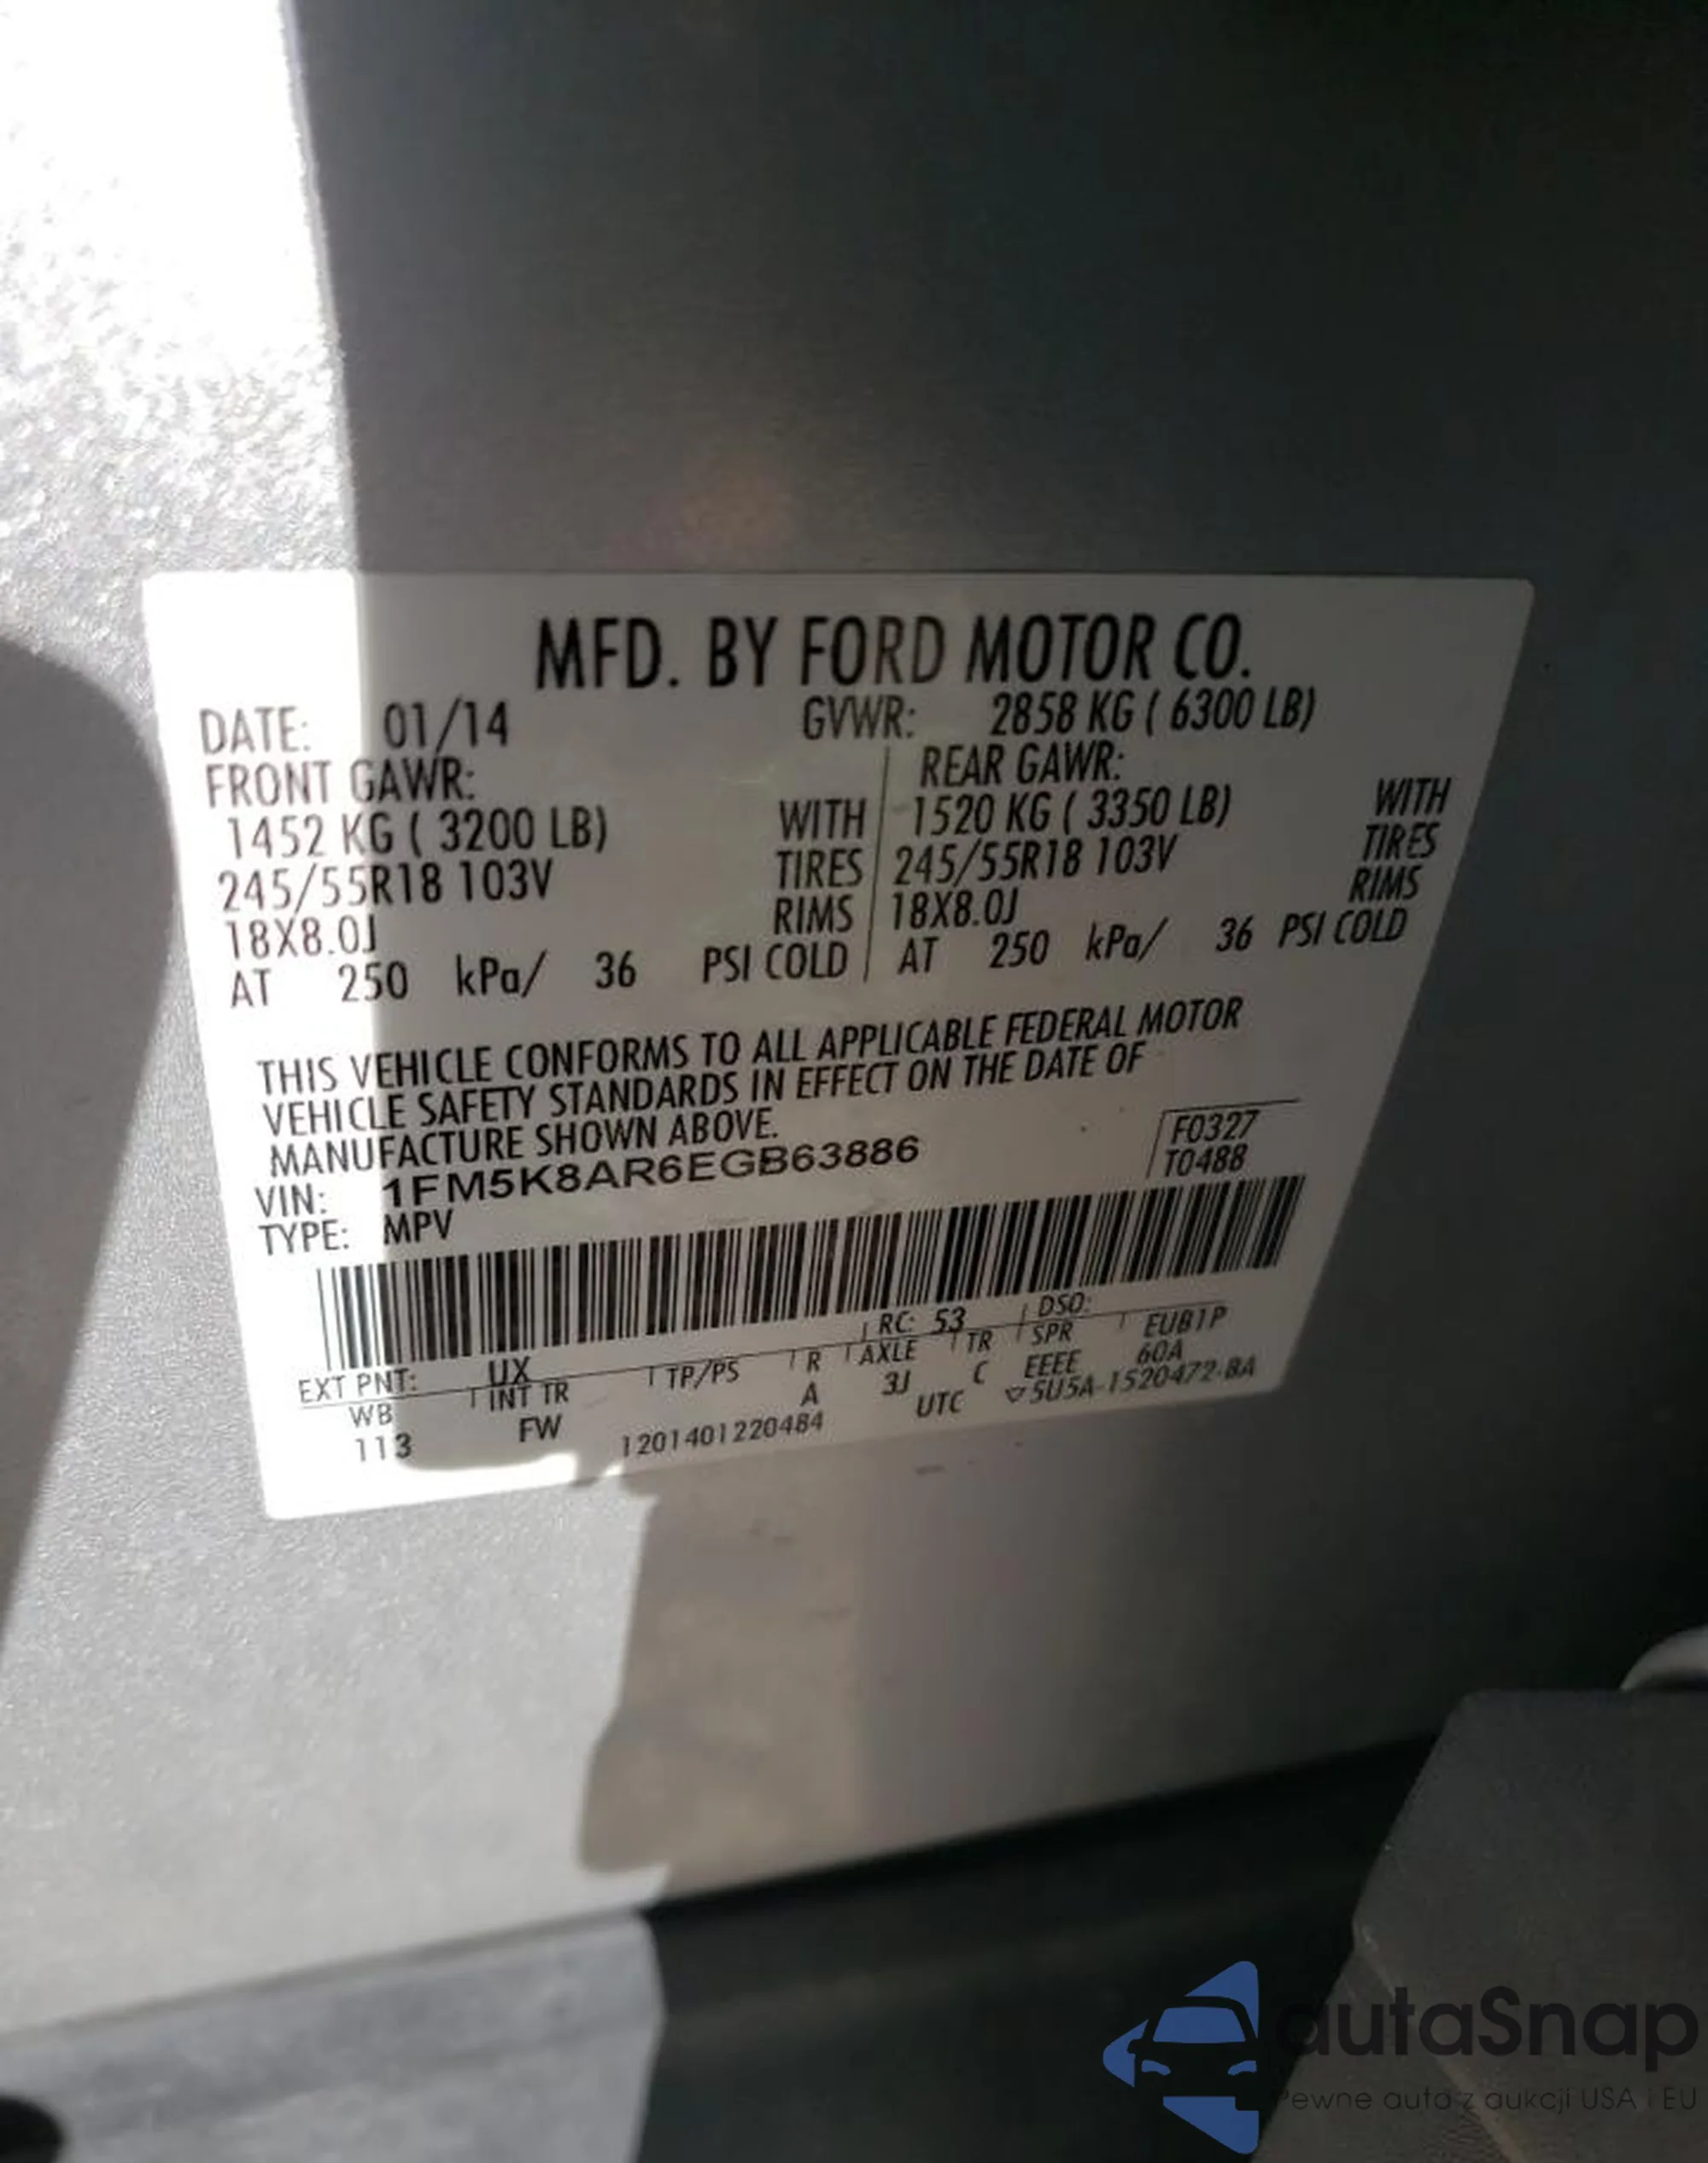 MFD. BY FORD MOTOR CO.
DATE: 01/14 GVWR: 2858 KG ( 6300 LB)
FRONT GAWR: REAR GAWR:
1452 KG ( 3200 LB) WITH 1520 KG ( 3350 LB) WITH
245/55R18 103V TIRES 245/55R18 103V TIRES
18X8.0J RIMS 18X8.0J RIMS
AT 250 kPa/ 36 PSI COLD AT 250 kPa/ 36 PSI COLD
THIS VEHICLE CONFORMS TO ALL APPLICABLE FEDERAL MOTOR
VEHICLE SAFETY STANDARDS IN EFFECT ON THE DATE OF
MANUFACTURE SHOWN ABOVE.
VIN: 1FM5K8AR6EGB63886 F0327
TYPE: MPV T0488
EXT PNT: UX RC: 53 DSO:
WB INT TR TP/PS R AXLE TR SPR EUB1P
113 FW A 3J C EEEE 60A
1201401220484 UTC ▽5U5A-1520472-BA
autaSnap
Pewne auta z aukcji USA i EU